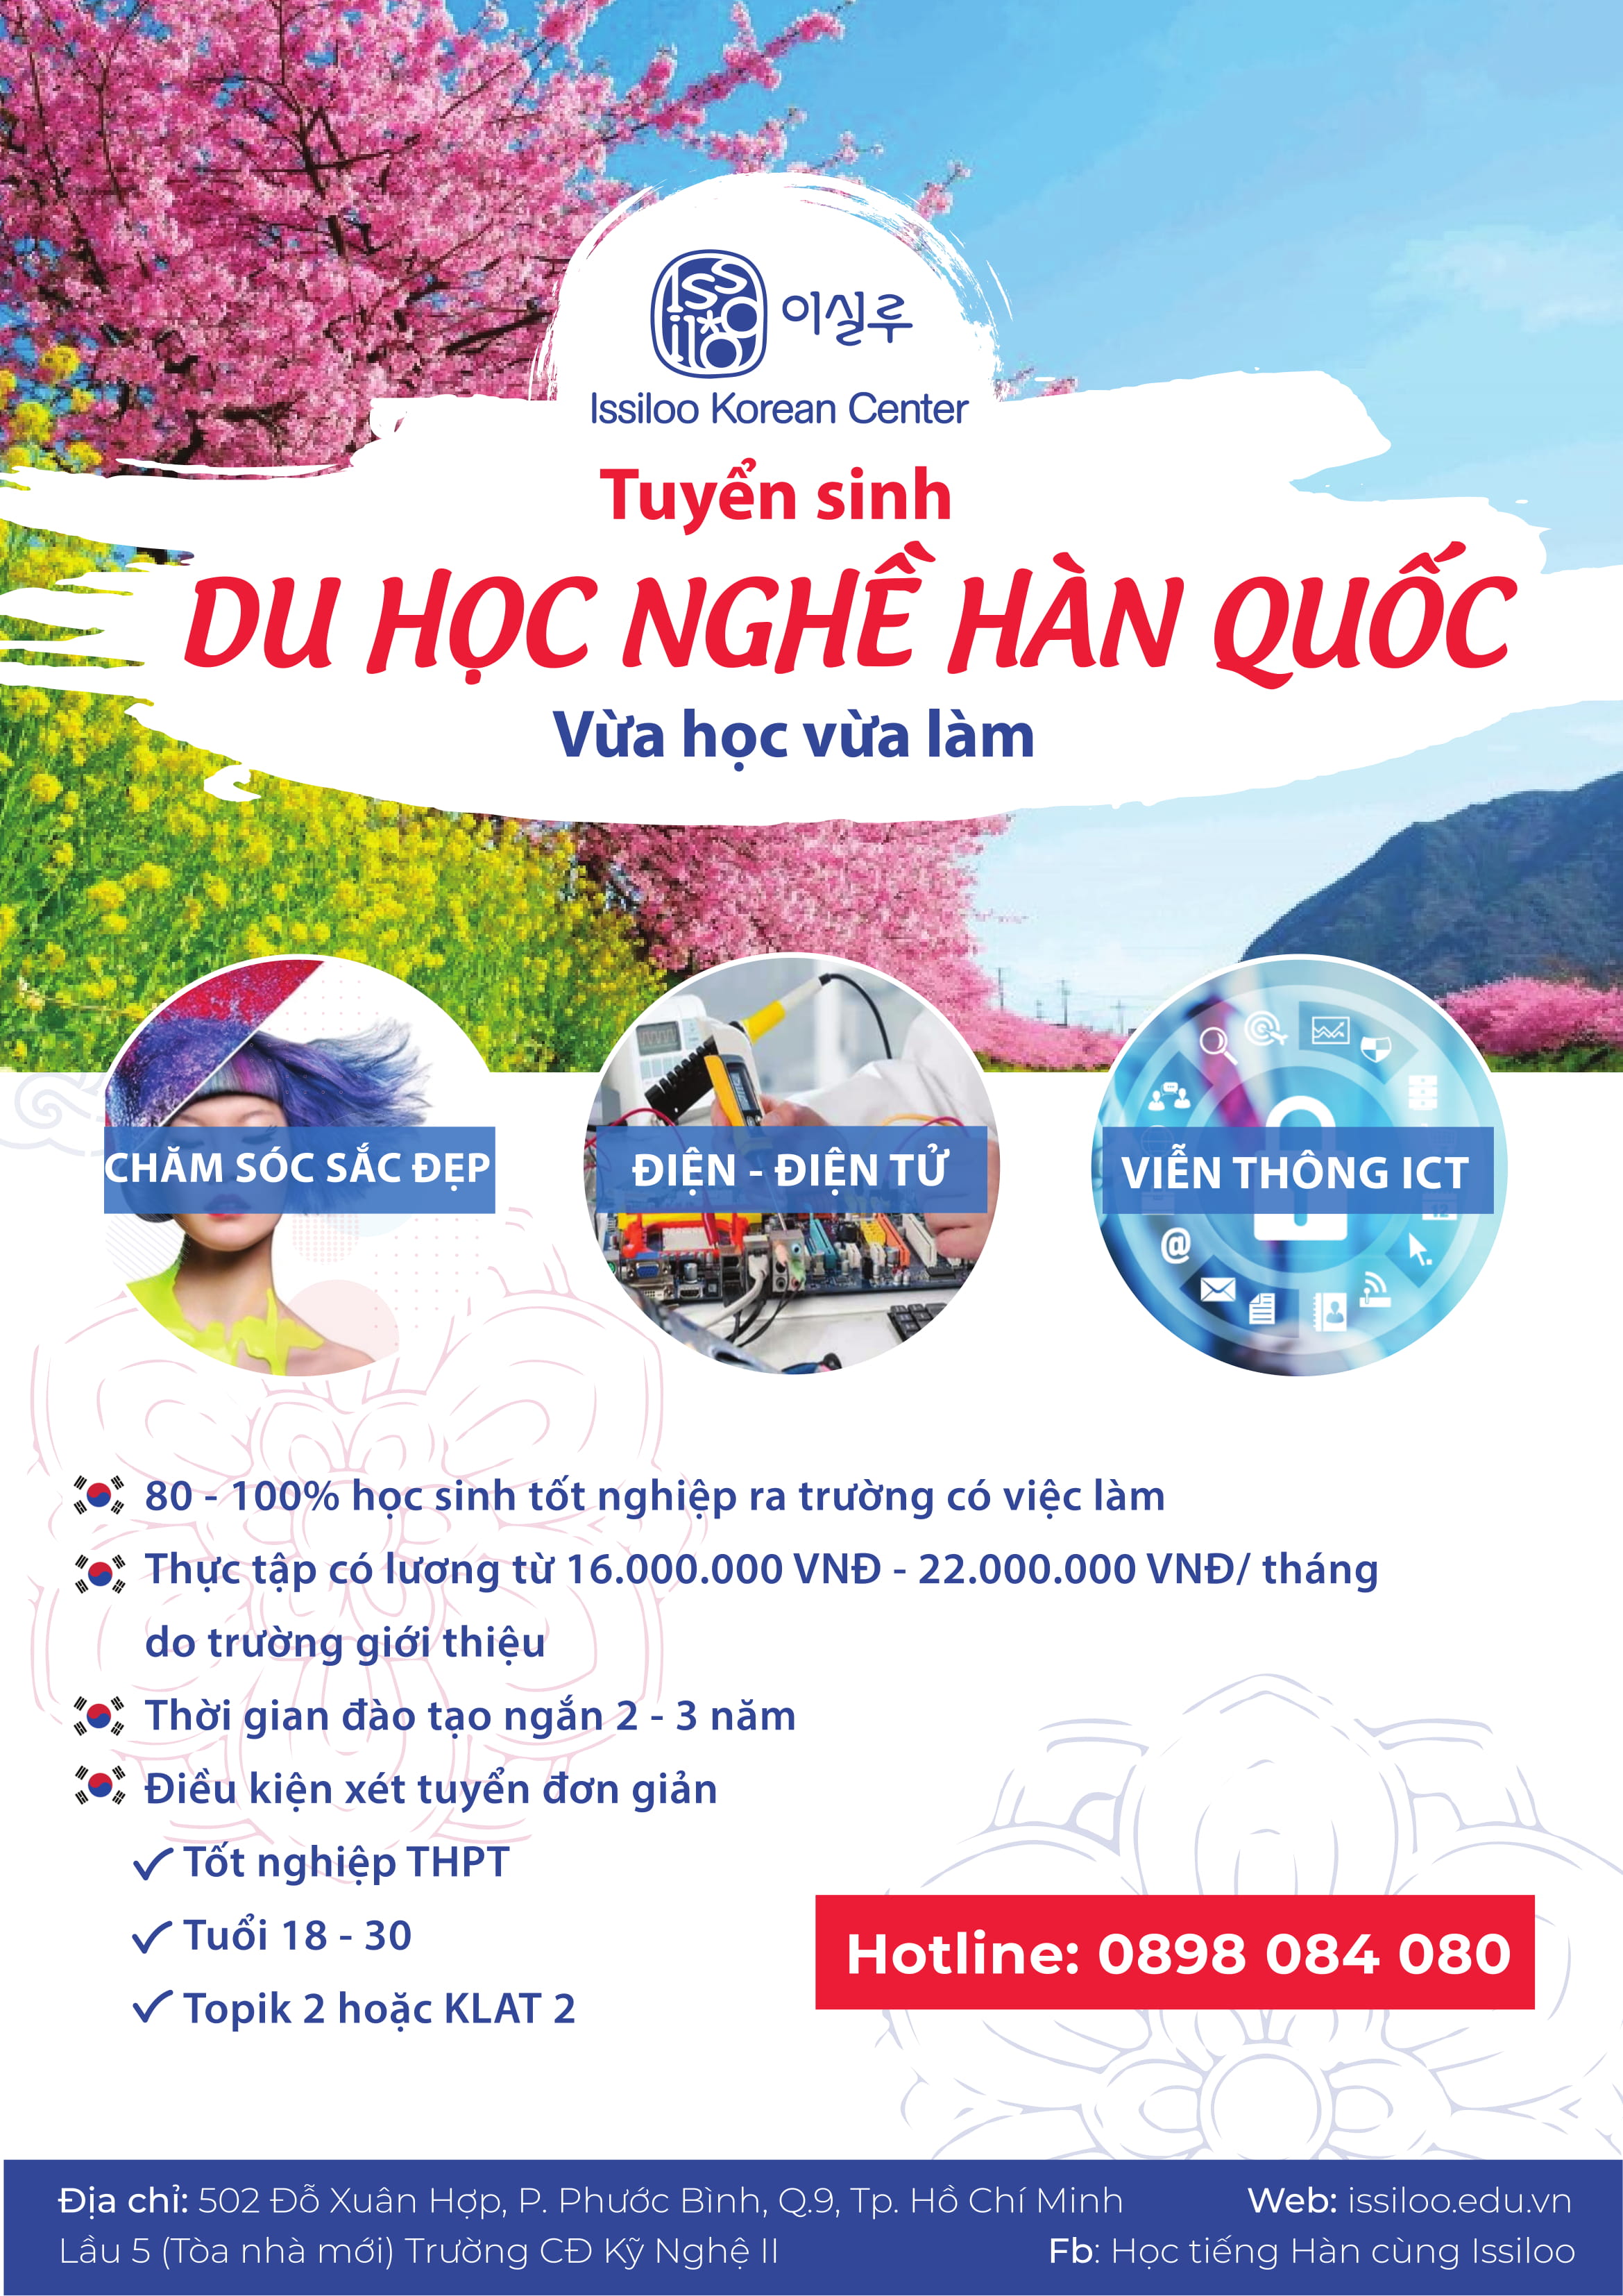 Issiloo 이실루
Issiloo Korean Center
Tuyển sinh
DU HỌC NGHỀ HÀN QUỐC
Vừa học vừa làm
CHĂM SÓC SẮC ĐẸP
ĐIỆN - ĐIỆN TỬ
VIỄN THÔNG ICT
80 - 100% học sinh tốt nghiệp ra trường có việc làm
Thực tập có lương từ 16.000.000 VNĐ - 22.000.000 VNĐ/ tháng
do trường giới thiệu
Thời gian đào tạo ngắn 2 - 3 năm
Điều kiện xét tuyển đơn giản
Tốt nghiệp THPT
Tuổi 18 - 30
Topik 2 hoặc KLAT 2
Hotline: 0898 084 080
Địa chỉ: 502 Đỗ Xuân Hợp, P. Phước Bình, Q.9, Tp. Hồ Chí Minh
Lầu 5 (Tòa nhà mới) Trường CĐ Kỹ Nghệ II
Web: issiloo.edu.vn
Fb: Học tiếng Hàn cùng Issiloo